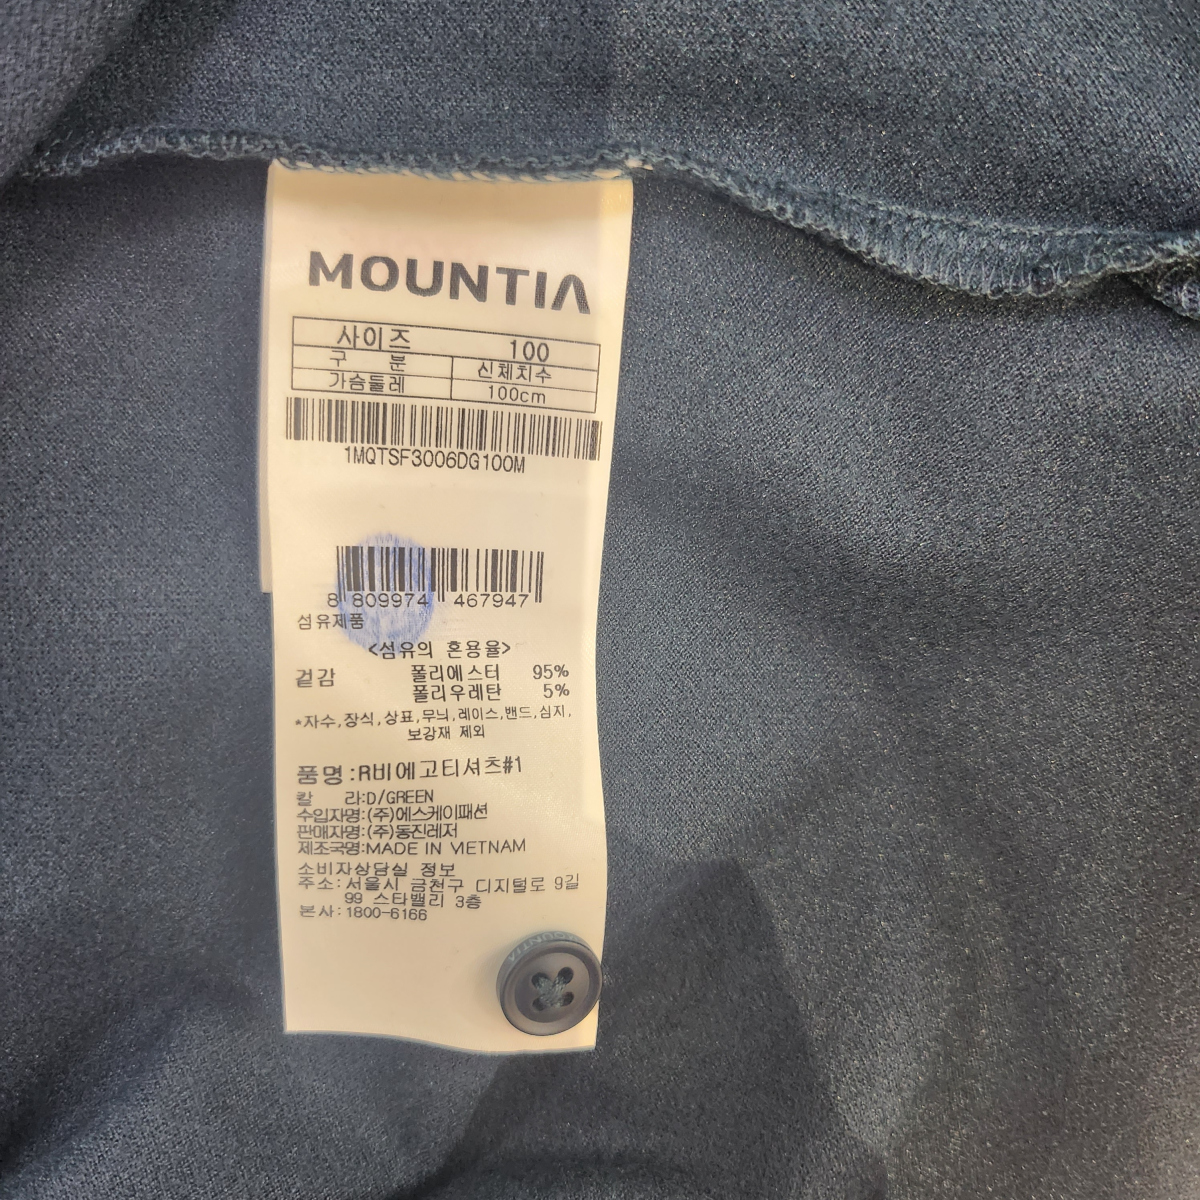 MOUNTIA
사이즈 100
구 분 신체치수
가슴둘레 100cm
1MQTSF3006DG100M
8 809974 467947
섬유제품
<섬유의 혼용율>
겉감 폴리에스터 95%
폴리우레탄 5%
*자수,장식,상표,무늬,레이스,밴드,심지,
보강재 제외
품명:R비에고티셔츠#1
칼 라:D/GREEN
수입자명:(주)에스케이패션
판매자명:(주)동진레저
제조국명:MADE IN VIETNAM
소비자상담실 정보
주소:서울시 금천구 디지털로 9길
99 스타밸리 3층
본사:1800-6166
MOUNTIA